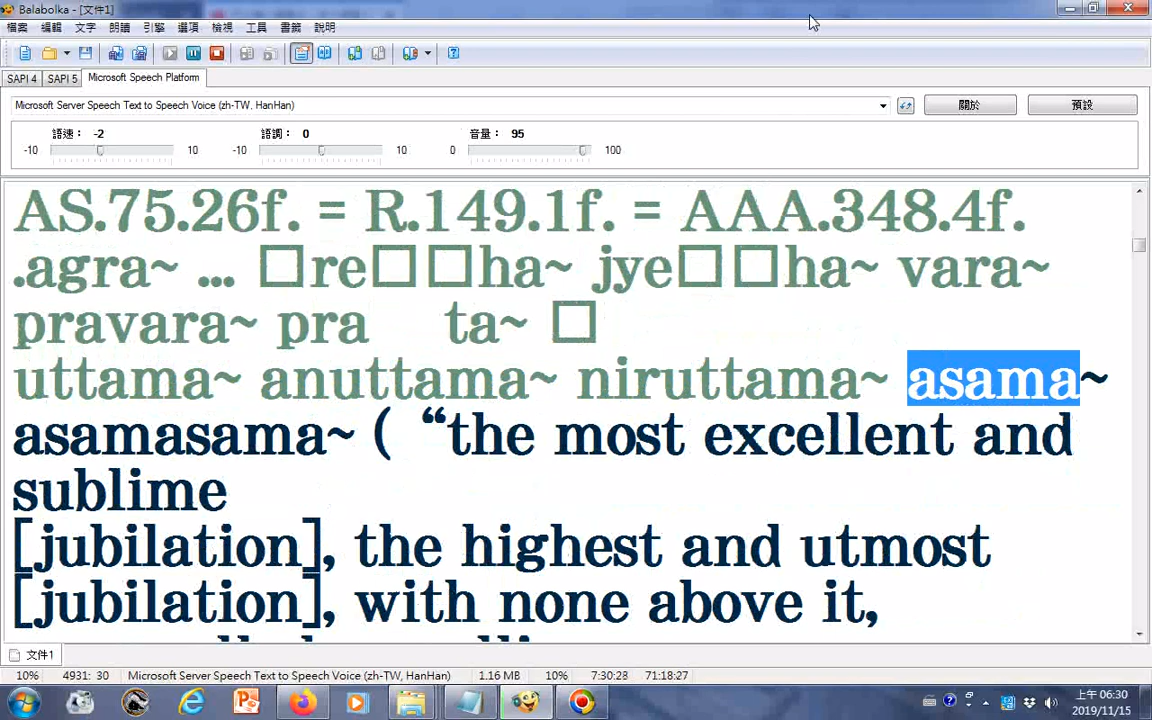 Balabolka - [文件1]
檔案 編輯 文字 朗讀 引擎 選項 檢視 工具 書籤 說明
SAPI 4 SAPI 5 Microsoft Speech Platform
Microsoft Server Speech Text to Speech Voice (zh-TW, HanHan) 關於 預設
語速： -2 語調： 0 音量： 95
-10 10 -10 10 0 100
AS.75.26f. = R.149.1f. = AAA.348.4f.
.agra~ ... □re□□ha~ jye□□ha~ vara~
pravara~ pra ta~ □
uttama~ anuttama~ niruttama~ asama~
asamasama~ ( “the most excellent and
sublime
[jubilation], the highest and utmost
[jubilation], with none above it,
文件1
10% 4931: 30 Microsoft Server Speech Text to Speech Voice (zh-TW, HanHan) 1.16 MB 10% 7:30:28 71:18:27
上午 06:30
2019/11/15